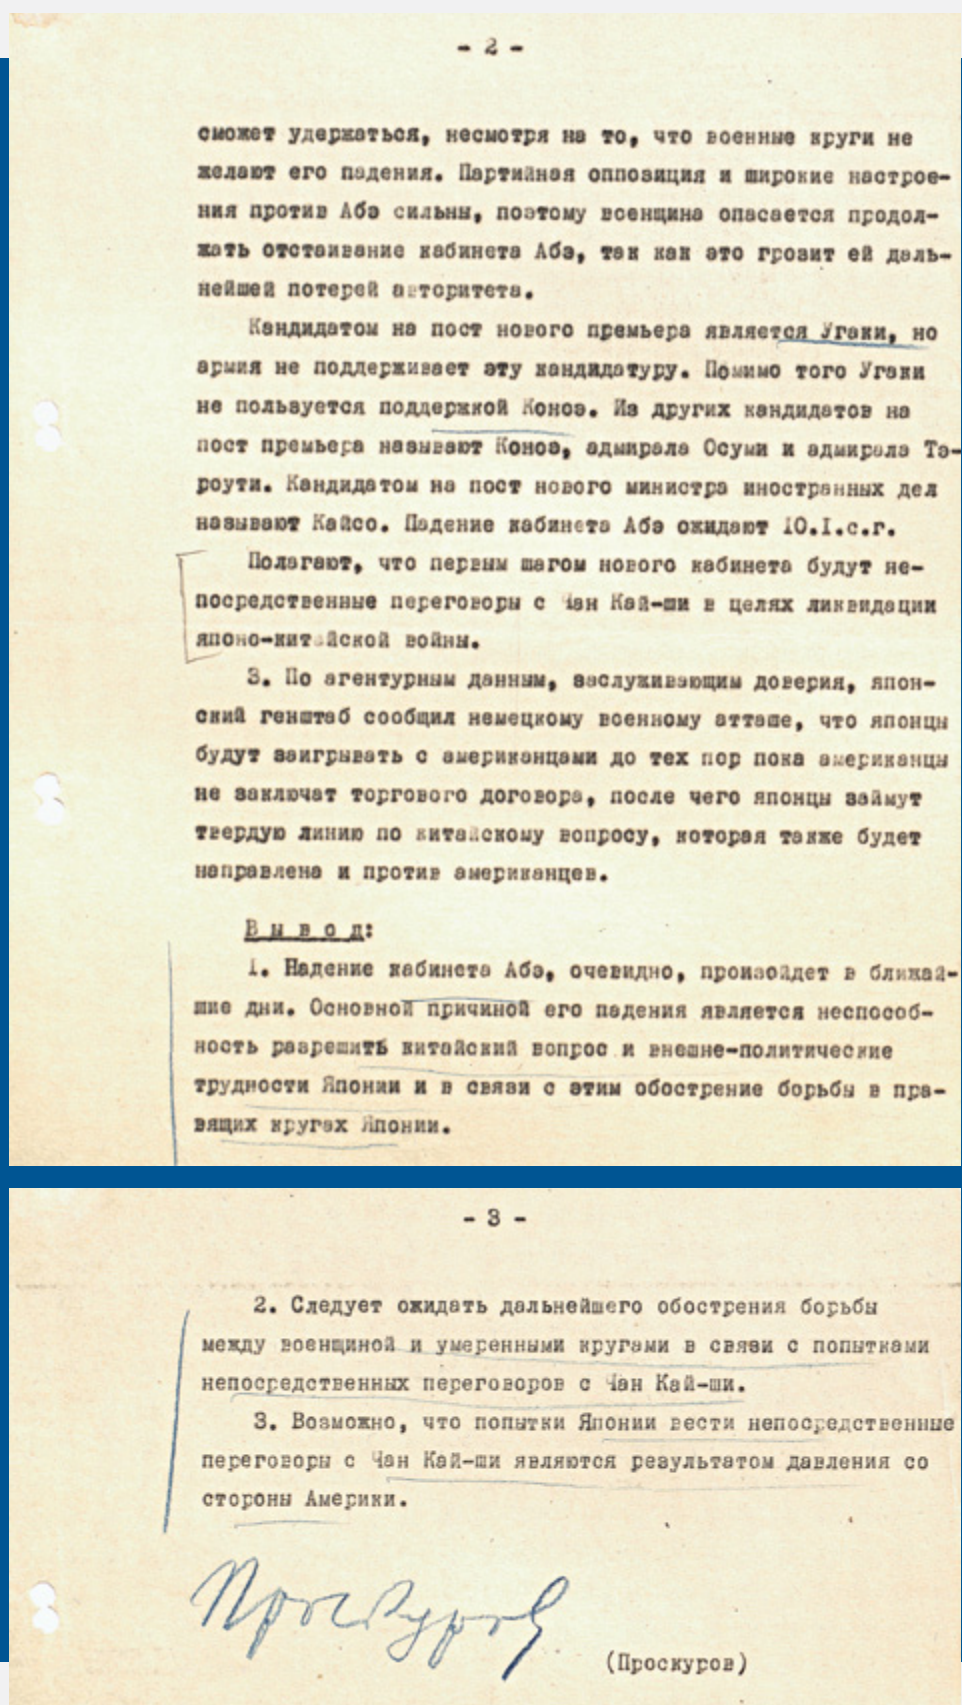 - 2 -
сможет удержаться, несмотря на то, что военные круги не
желают его падения. Партийная оппозиция и широкие настрое-
ния против Абэ сильны, поэтому военщина опасается продол-
жать отстаивание кабинета Абэ, так как это грозит ей даль-
нейшей потерей авторитета.
Кандидатом на пост нового премьера является Угаки, но
армия не поддерживает эту кандидатуру. Помимо того Угаки
не пользуется поддержкой Коноэ. Из других кандидатов на
пост премьера называют Коноэ, адмирала Осуми и адмирала Тэ-
роути. Кандидатом на пост нового министра иностранных дел
называют Кайсо. Падение кабинета Абэ ожидают 10.I.с.г.
Полагают, что первым шагом нового кабинета будут не-
посредственные переговоры с Чан Кай-ши в целях ликвидации
японо-китайской войны.
3. По агентурным данным, заслуживающим доверия, япон-
ский генштаб сообщил немецкому военному атташе, что японцы
будут заигрывать с американцами до тех пор пока американцы
не заключат торгового договора, после чего японцы займут
твердую линию по китайскому вопросу, которая также будет
направлена и против американцев.
В ы в о д:
1. Падение кабинета Абэ, очевидно, произойдет в ближай-
шие дни. Основной причиной его падения является неспособ-
ность разрешить китайский вопрос и внешне-политические
трудности Японии и в связи с этим обострение борьбы в пра-
вящих кругах Японии.
- 3 -
2. Следует ожидать дальнейшего обострения борьбы
между военщиной и умеренными кругами в связи с попытками
непосредственных переговоров с Чан Кай-ши.
3. Возможно, что попытки Японии вести непосредственные
переговоры с Чан Кай-ши являются результатом давления со
стороны Америки.
Проскуров
(Проскуров)